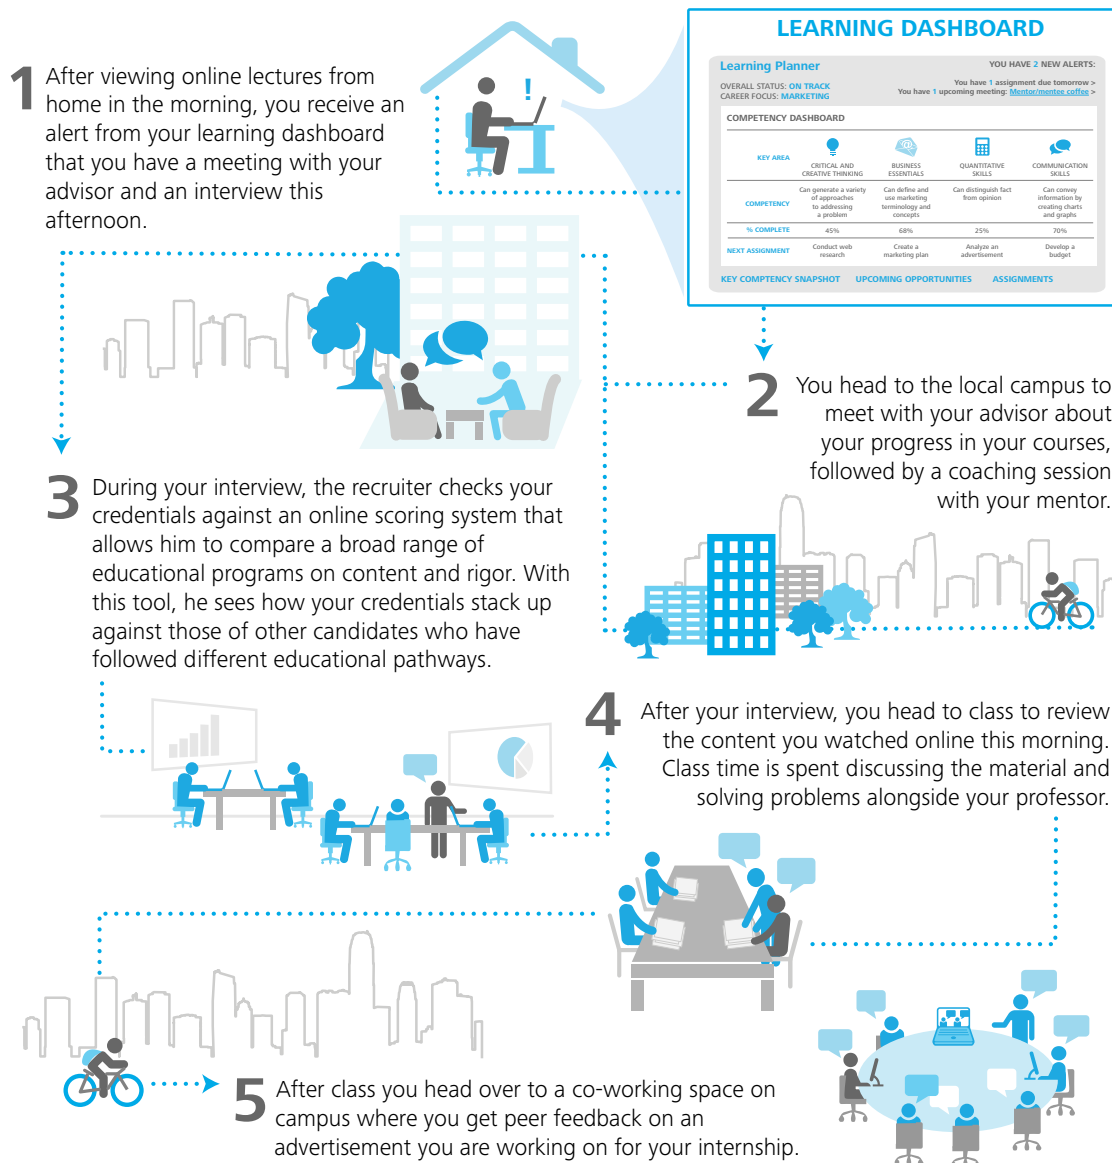 LEARNING DASHBOARD
Learning Planner
YOU HAVE 2 NEW ALERTS:
OVERALL STATUS: ON TRACK
CAREER FOCUS: MARKETING
You have 1 assignment due tomorrow >
You have 1 upcoming meeting: Mentor/mentee coffee >
COMPETENCY DASHBOARD
KEY AREA
CRITICAL AND
CREATIVE THINKING
BUSINESS
ESSENTIALS
QUANTITATIVE
SKILLS
COMMUNICATION
SKILLS
COMPETENCY
Can generate a variety
of approaches
to addressing
a problem
Can define and
use marketing
terminology and
concepts
Can distinguish fact
from opinion
Can convey
information by
creating charts
and graphs
% COMPLETE
45%
68%
25%
70%
NEXT ASSIGNMENT
Conduct web
research
Create a
marketing plan
Analyze an
advertisement
Develop a
budget
KEY COMPTENCY SNAPSHOT
UPCOMING OPPORTUNITIES
ASSIGNMENTS
1
After viewing online lectures from
home in the morning, you receive an
alert from your learning dashboard
that you have a meeting with your
advisor and an interview this
afternoon.
!
@
2
You head to the local campus to
meet with your advisor about
your progress in your courses,
followed by a coaching session
with your mentor.
3
During your interview, the recruiter checks your
credentials against an online scoring system that
allows him to compare a broad range of
educational programs on content and rigor. With
this tool, he sees how your credentials stack up
against those of other candidates who have
followed different educational pathways.
4
After your interview, you head to class to review
the content you watched online this morning.
Class time is spent discussing the material and
solving problems alongside your professor.
5
After class you head over to a co-working space on
campus where you get peer feedback on an
advertisement you are working on for your internship.